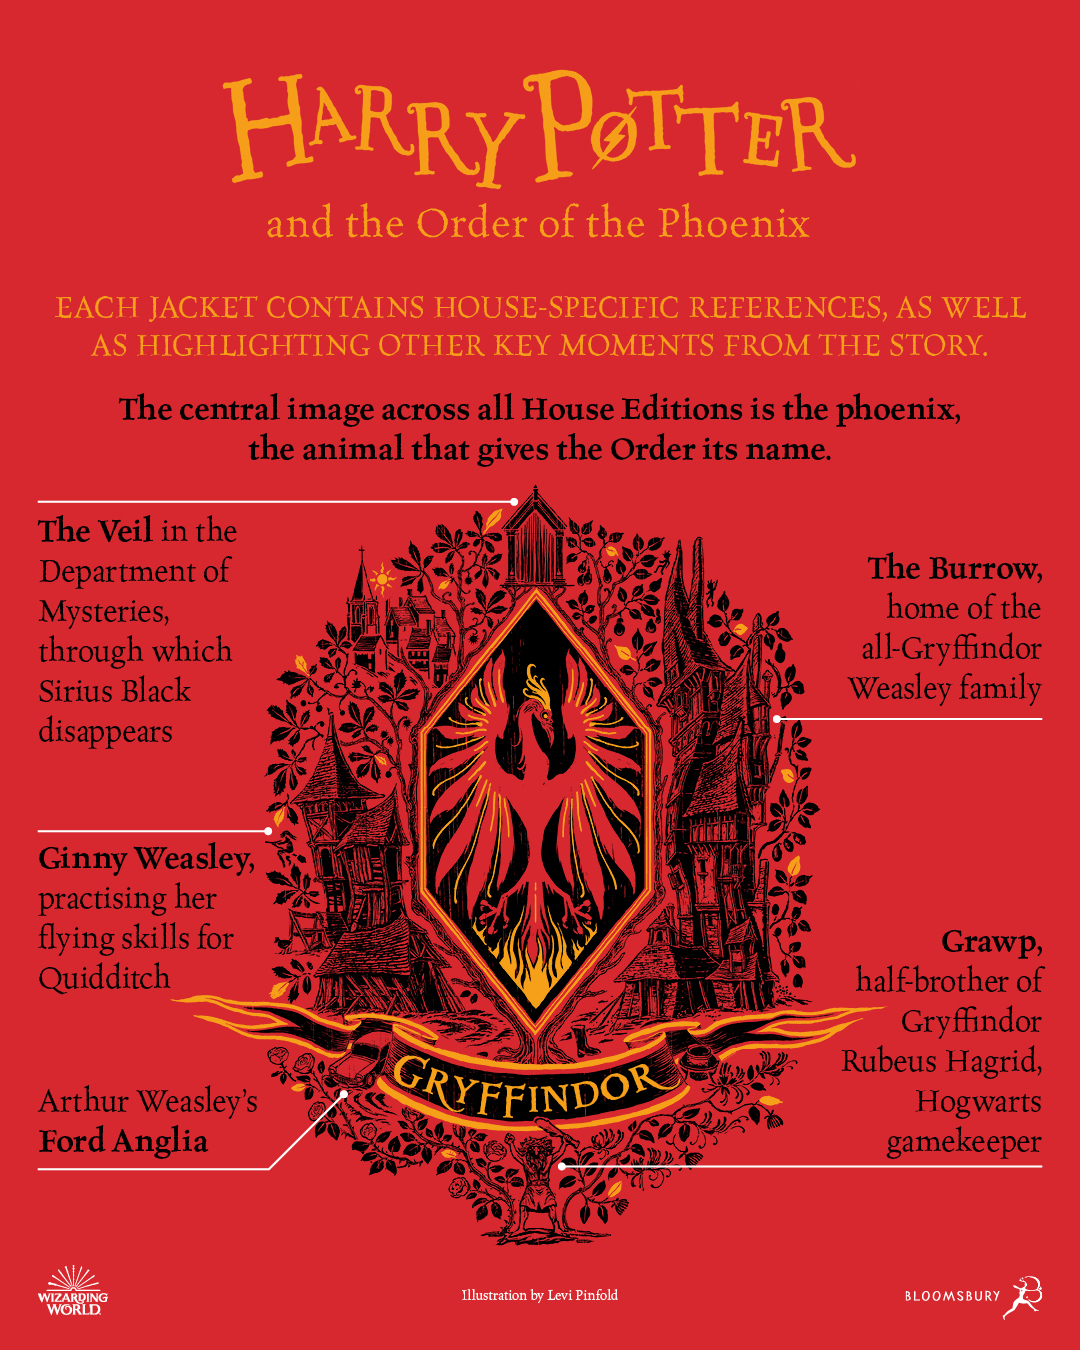 HARRY POTTER
and the Order of the Phoenix
EACH JACKET CONTAINS HOUSE-SPECIFIC REFERENCES, AS WELL
AS HIGHLIGHTING OTHER KEY MOMENTS FROM THE STORY.
The central image across all House Editions is the phoenix,
the animal that gives the Order its name.
The Veil in the
Department of
Mysteries,
through which
Sirius Black
disappears
The Burrow,
home of the
all-Gryffindor
Weasley family
Ginny Weasley,
practising her
flying skills for
Quidditch
Grawp,
half-brother of
Gryffindor
Rubeus Hagrid,
Hogwarts
gamekeeper
Arthur Weasley's
Ford Anglia
GRYFFINDOR
WIZARDING
WORLD
Illustration by Levi Pinfold
BLOOMSBURY